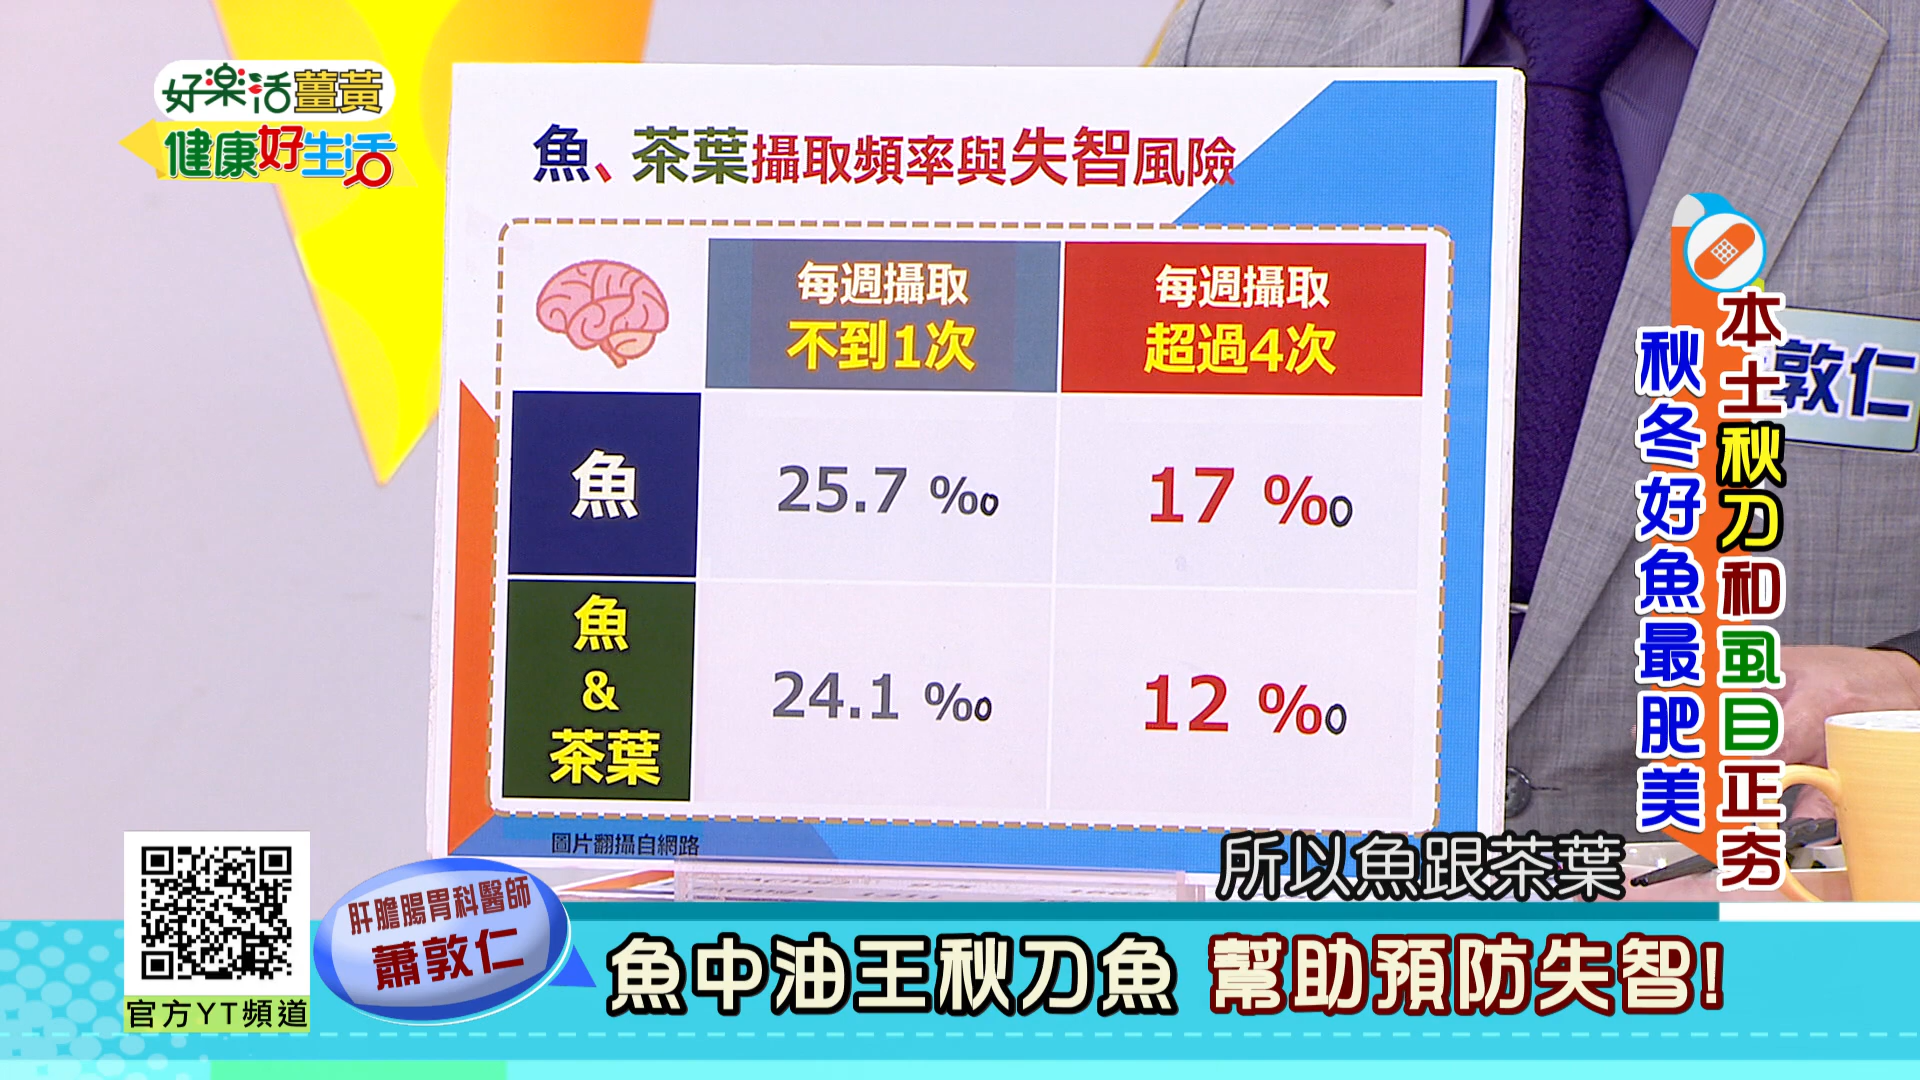 好樂活薑黃
健康好生活
魚、茶葉攝取頻率與失智風險
每週攝取
不到1次
每週攝取
超過4次
魚
25.7 %o
17 %o
魚
&
茶葉
24.1 %o
12 %o
圖片翻攝自網路
敦仁
本土秋刀和虱目正夯
秋冬好魚最肥美
所以魚跟茶葉
官方YT頻道
肝膽腸胃科醫師
蕭敦仁
魚中油王秋刀魚 幫助預防失智!